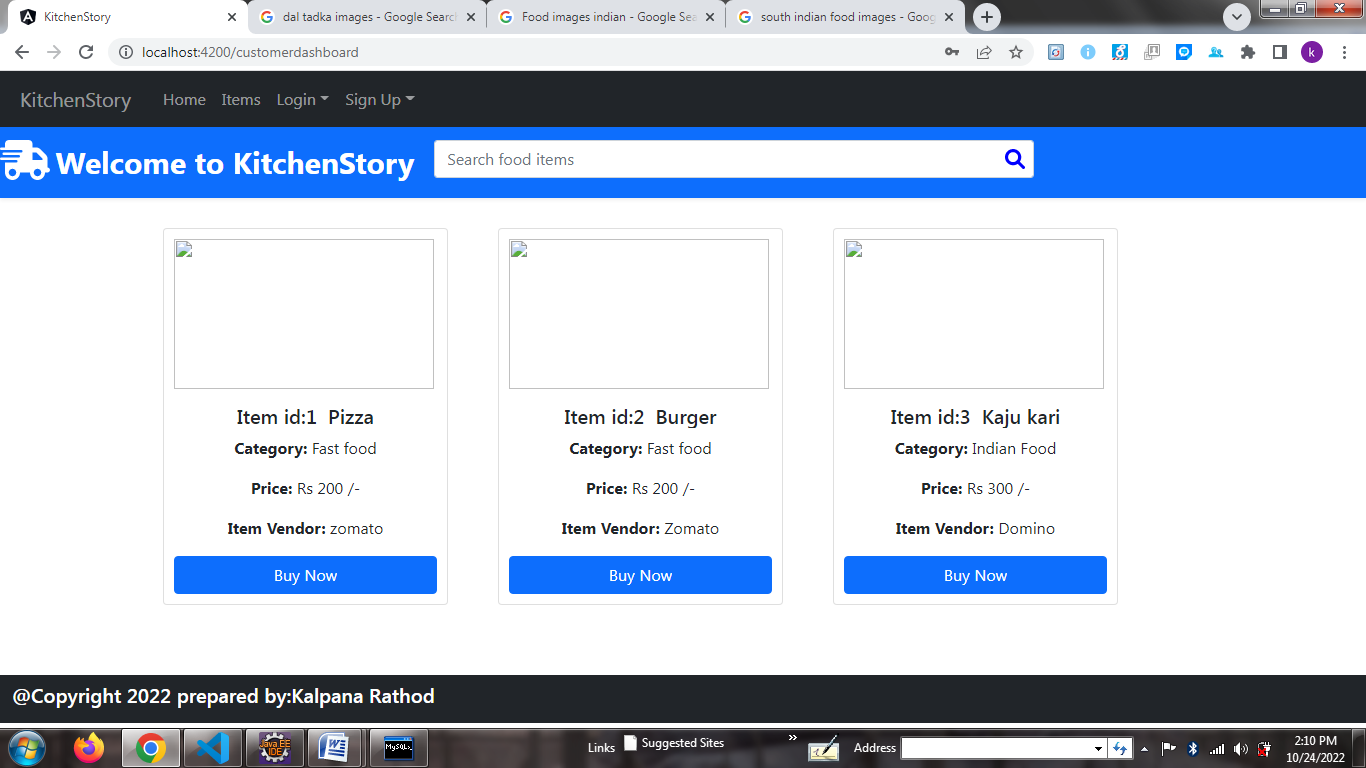 KitchenStory
dal tadka images - Google Search
Food images indian - Google Sea
south indian food images - Goog
localhost:4200/customerdashboard
k
KitchenStory Home Items Login Sign Up
Welcome to KitchenStory
Search food items
Item id:1 Pizza
Category: Fast food
Price: Rs 200 /-
Item Vendor: zomato
Buy Now
Item id:2 Burger
Category: Fast food
Price: Rs 200 /-
Item Vendor: Zomato
Buy Now
Item id:3 Kaju kari
Category: Indian Food
Price: Rs 300 /-
Item Vendor: Domino
Buy Now
@Copyright 2022 prepared by:Kalpana Rathod
Java EE
IDE
MySQL
Links Suggested Sites » Address
2:10 PM
10/24/2022